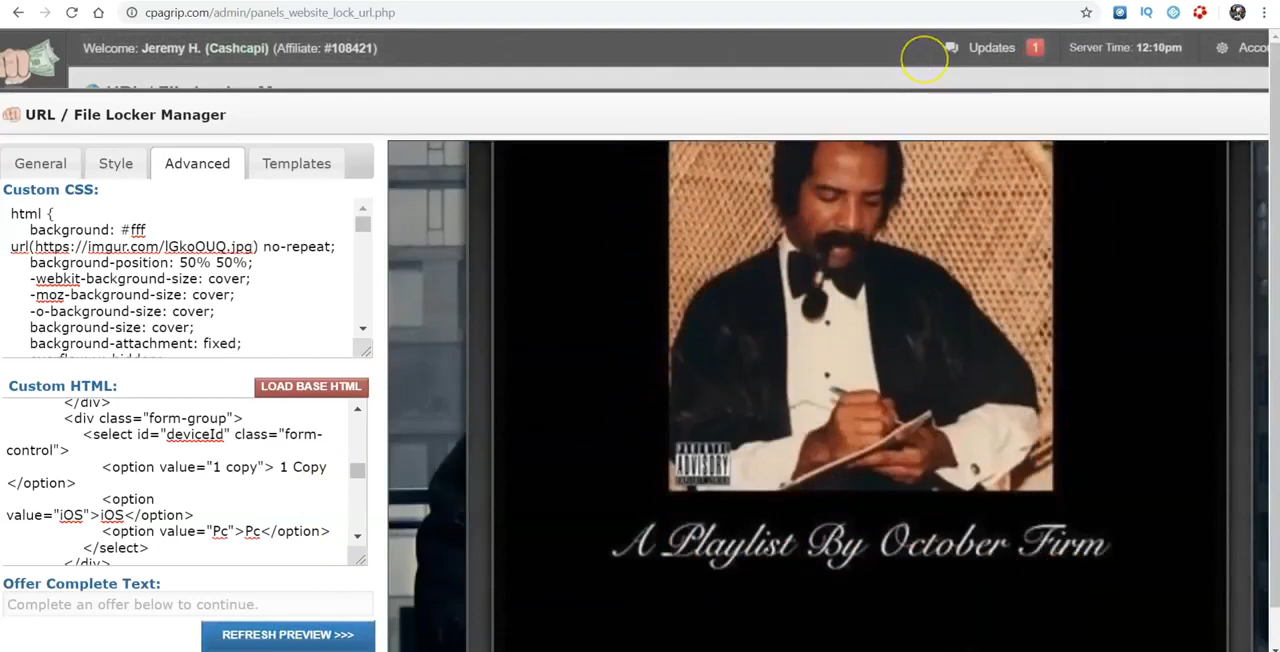 cpagrip.com/admin/panels_website_lock_url.php
IQ
Welcome: Jeremy H. (Cashcapi) (Affiliate: #108421)
Updates 1
Server Time: 12:10pm
Accou
URL / File Locker Manager
General
Style
Advanced
Templates
Custom CSS:
html {
background: #fff
url(https://imgur.com/lGkoOUQ.jpg) no-repeat;
background-position: 50% 50%;
-webkit-background-size: cover;
-moz-background-size: cover;
-o-background-size: cover;
background-size: cover;
background-attachment: fixed;
Custom HTML:
LOAD BASE HTML
</div>
<div class="form-group">
<select id="deviceId" class="form-
control">
<option value="1 copy"> 1 Copy
</option>
<option
value="iOS">iOS</option>
<option value="Pc">Pc</option>
</select>
</div>
Offer Complete Text:
Complete an offer below to continue.
REFRESH PREVIEW >>>
PARENTAL
ADVISORY
EXPLICIT CONTENT
A Playlist By October Firm